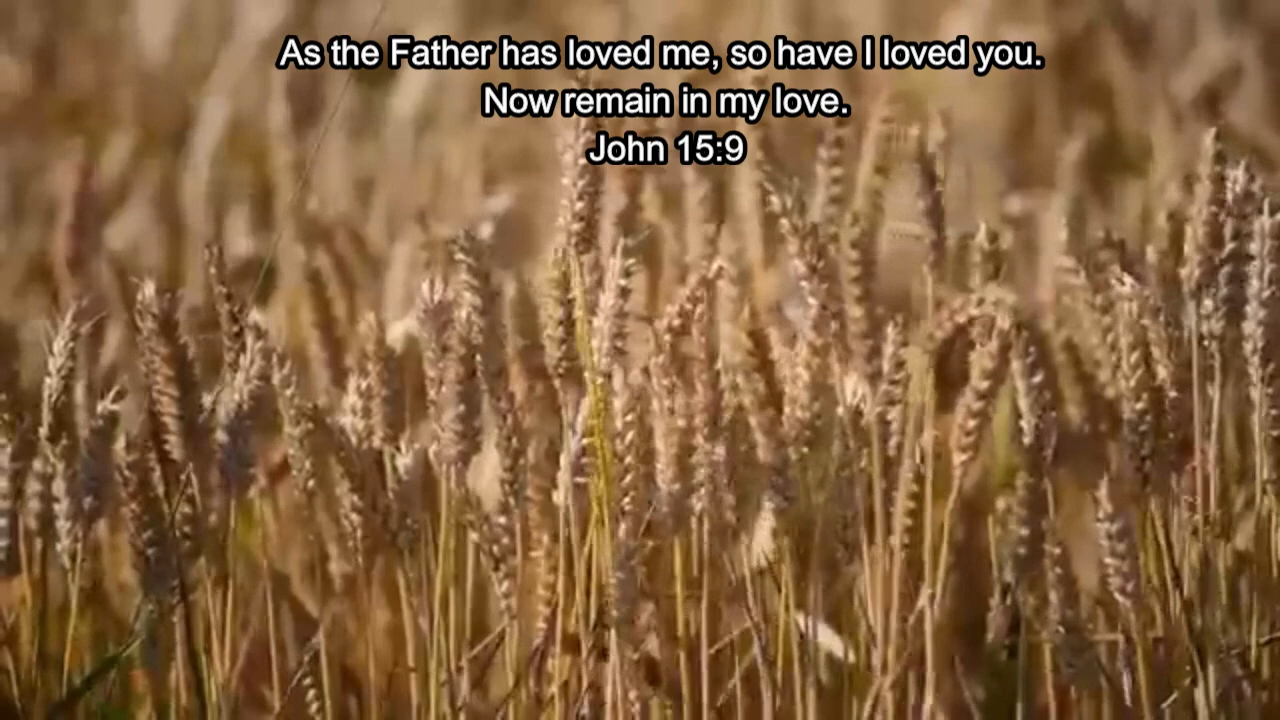 As the Father has loved me, so have I loved you.
Now remain in my love.
John 15:9